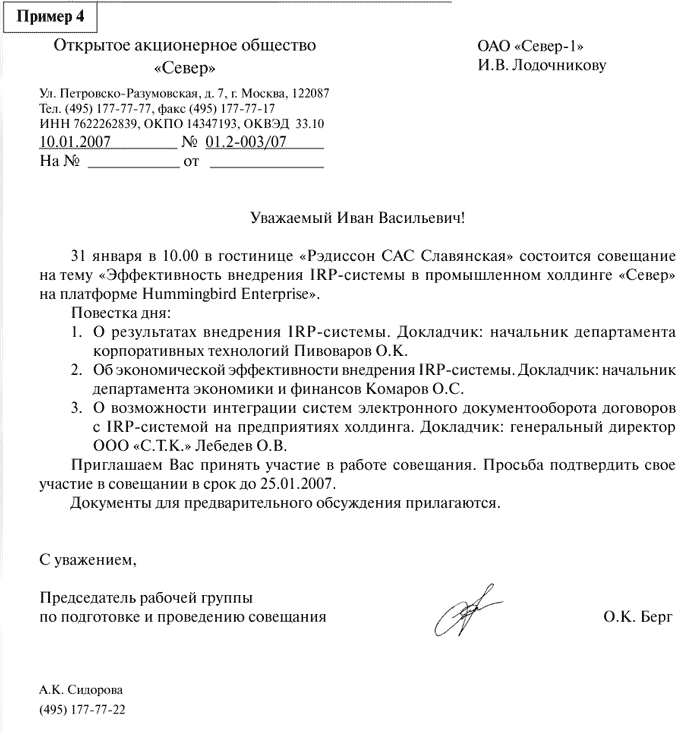 Пример 4
Открытое акционерное общество
«Север»
ОАО «Север-1»
И.В. Лодочникову
Ул. Петровско-Разумовская, д. 7, г. Москва, 122087
Тел. (495) 177-77-77, факс (495) 177-77-17
ИНН 7622262839, ОКПО 14347193, ОКВЭД 33.10
10.01.2007 № 01.2-003/07
На № от
Уважаемый Иван Васильевич!
31 января в 10.00 в гостинице «Рэдиссон САС Славянская» состоится совещание
на тему «Эффективность внедрения IRP-системы в промышленном холдинге «Север»
на платформе Hummingbird Enterprise».
Повестка дня:
1. О результатах внедрения IRP-системы. Докладчик: начальник департамента
корпоративных технологий Пивоваров О.К.
2. Об экономической эффективности внедрения IRP-системы. Докладчик: начальник
департамента экономики и финансов Комаров О.С.
3. О возможности интеграции систем электронного документооборота договоров
с IRP-системой на предприятиях холдинга. Докладчик: генеральный директор
ООО «С.Т.К.» Лебедев О.В.
Приглашаем Вас принять участие в работе совещания. Просьба подтвердить свое
участие в совещании в срок до 25.01.2007.
Документы для предварительного обсуждения прилагаются.
С уважением,
Председатель рабочей группы
по подготовке и проведению совещания
О.К. Берг
А.К. Сидорова
(495) 177-77-22